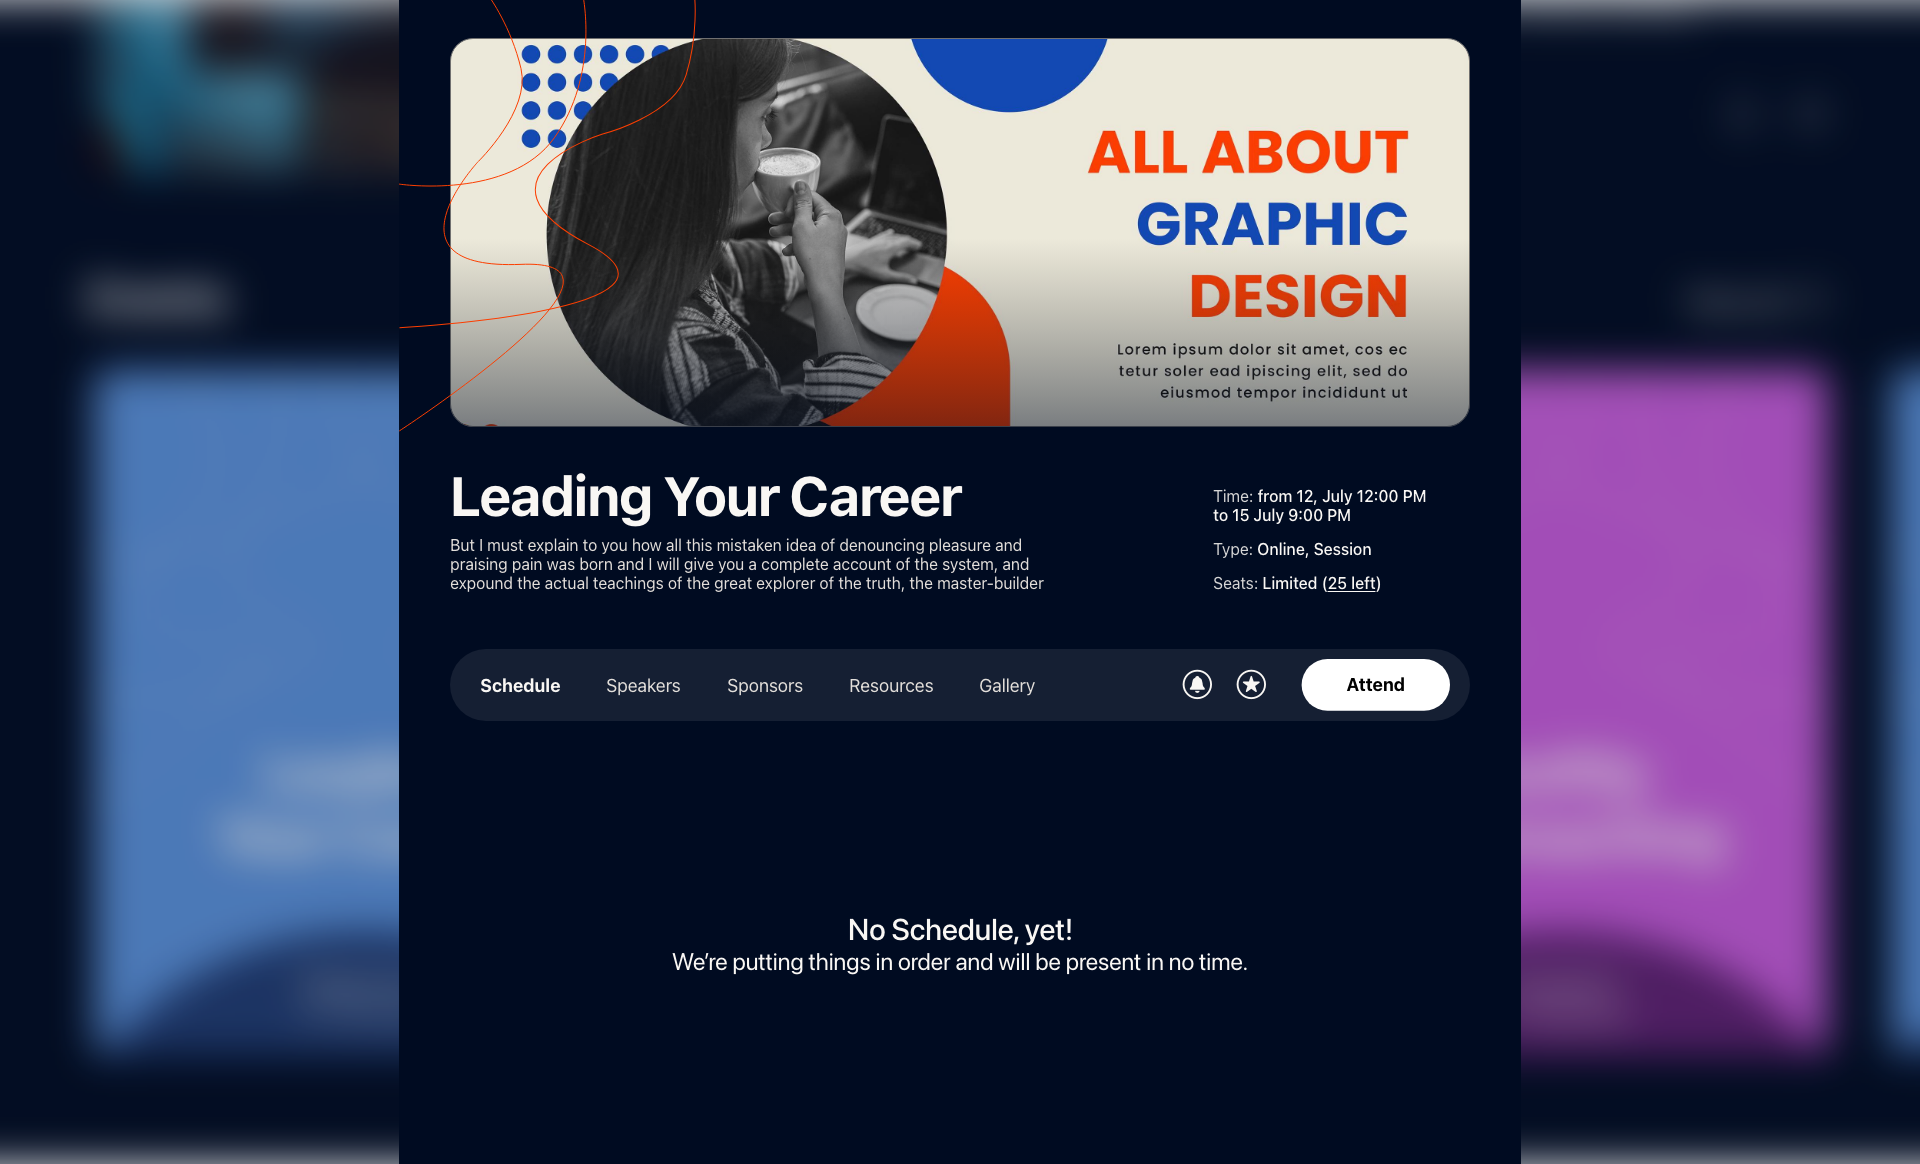 ALL ABOUT
GRAPHIC
DESIGN
Lorem ipsum dolor sit amet, cos ec
tetur soler ead ipiscing elit, sed do
eiusmod tempor incididunt ut
Leading Your Career
But I must explain to you how all this mistaken idea of denouncing pleasure and
praising pain was born and I will give you a complete account of the system, and
expound the actual teachings of the great explorer of the truth, the master-builder
Time: from 12, July 12:00 PM
to 15 July 9:00 PM
Type: Online, Session
Seats: Limited (25 left)
Schedule Speakers Sponsors Resources Gallery Attend
No Schedule, yet!
We’re putting things in order and will be present in no time.